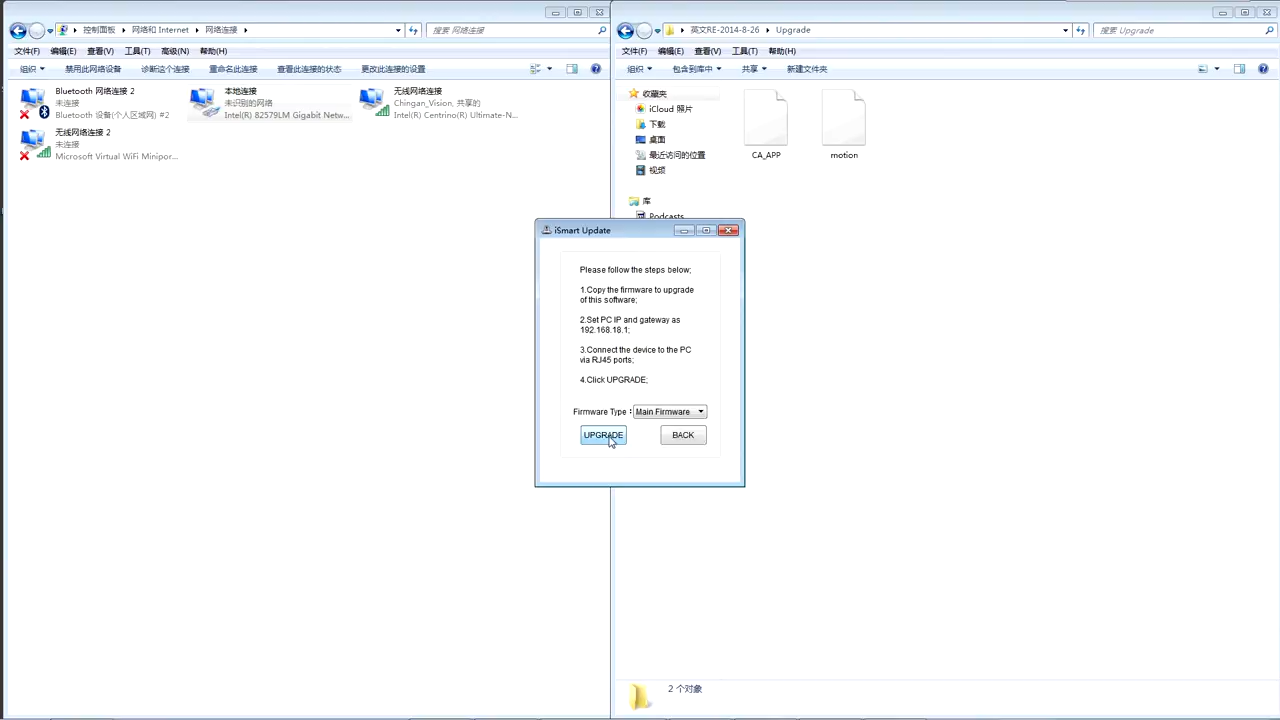 控制面板 ▸ 网络和 Internet ▸ 网络连接 ▸
搜索 网络连接
文件(F) 编辑(E) 查看(V) 工具(T) 高级(N) 帮助(H)
组织 禁用此网络设备 诊断这个连接 重命名此连接 查看此连接的状态 更改此连接的设置
Bluetooth 网络连接 2
未连接
Bluetooth 设备(个人区域网) #2
本地连接
未识别的网络
Intel(R) 82579LM Gigabit Netw...
无线网络连接
Chingan_Vision, 共享的
Intel(R) Centrino(R) Ultimate-N...
无线网络连接 2
未连接
Microsoft Virtual WiFi Minipor...
英文RE-2014-8-26 ▸ Upgrade
搜索 Upgrade
文件(F) 编辑(E) 查看(V) 工具(T) 帮助(H)
组织 包含到库中 共享 新建文件夹
收藏夹
iCloud 照片
下载
桌面
最近访问的位置
视频
库
Podcasts
CA_APP
motion
iSmart Update
Please follow the steps below;
1.Copy the firmware to upgrade
of this software;
2.Set PC IP and gateway as
192.168.18.1;
3.Connect the device to the PC
via RJ45 ports;
4.Click UPGRADE;
Firmware Type : Main Firmware
UPGRADE BACK
2 个对象